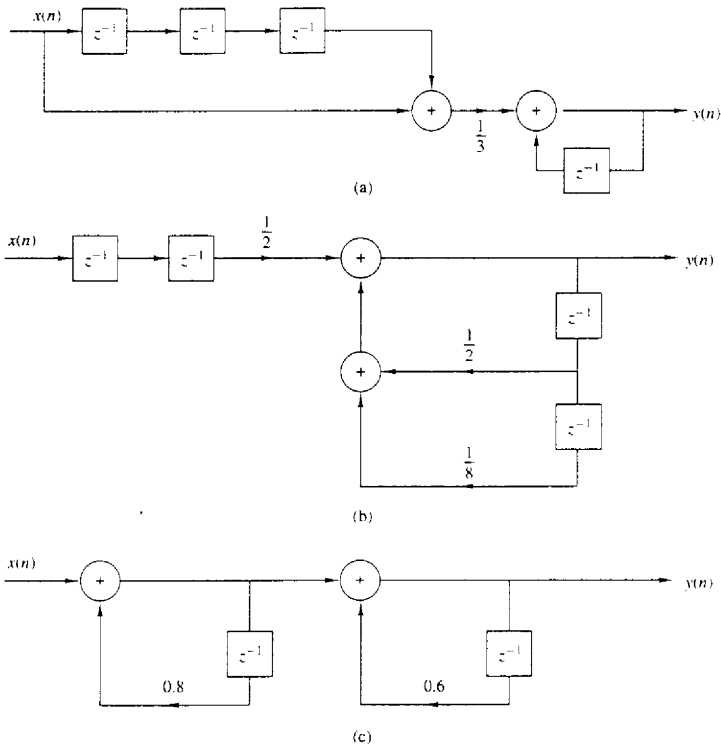 x(n)
z⁻¹ z⁻¹ z⁻¹
+ + y(n)
1/3
z⁻¹
(a)
1/2
x(n) z⁻¹ z⁻¹ + y(n)
z⁻¹
1/2
+
z⁻¹
1/8
(b)
x(n) + + y(n)
z⁻¹ z⁻¹
0.8 0.6
(c)